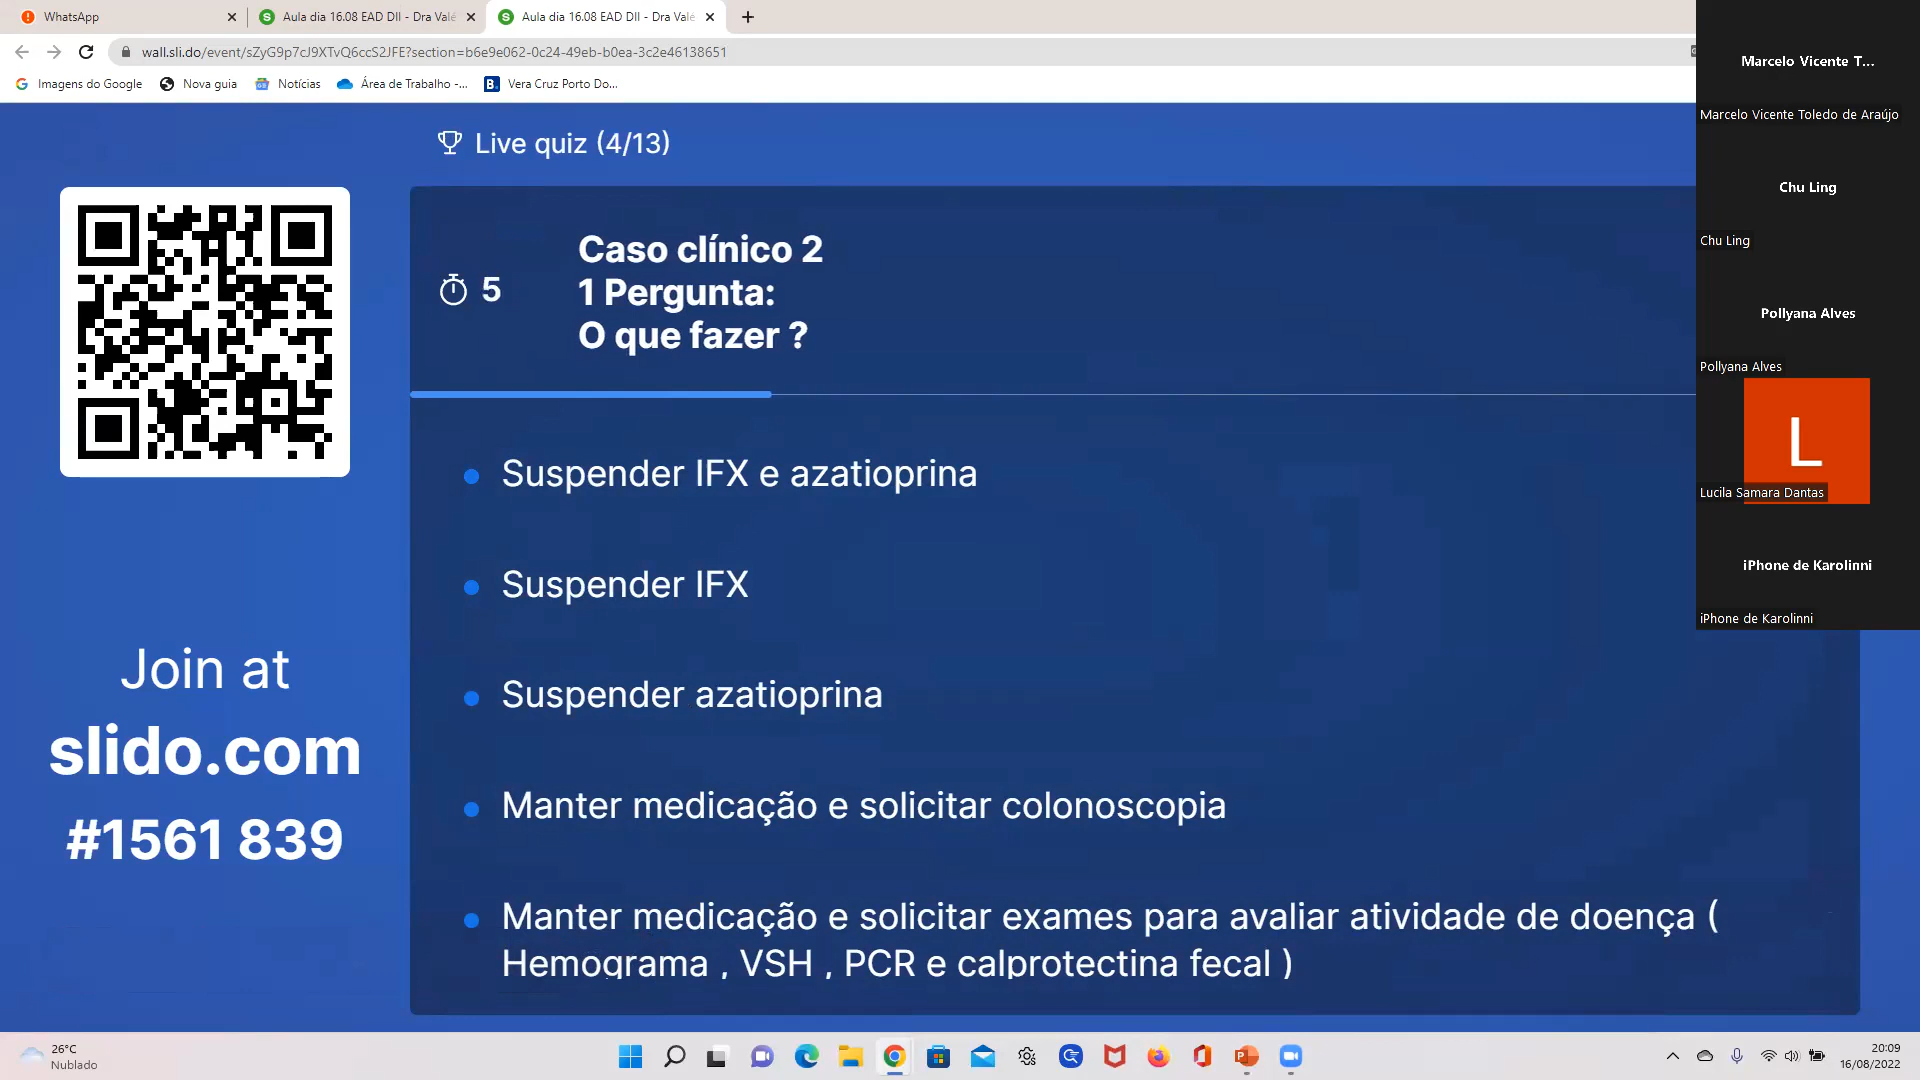 WhatsApp
Aula dia 16.08 EAD DII - Dra Valé
Aula dia 16.08 EAD DII - Dra Valé
wall.sli.do/event/sZyG9p7cJ9XTvQ6ccS2JFE?section=b6e9e062-0c24-49eb-b0ea-3c2e46138651
Imagens do Google
Nova guia
Notícias
Área de Trabalho -...
Vera Cruz Porto Do...
Live quiz (4/13)
5
Caso clínico 2
1 Pergunta:
O que fazer ?
Suspender IFX e azatioprina
Suspender IFX
Suspender azatioprina
Manter medicação e solicitar colonoscopia
Manter medicação e solicitar exames para avaliar atividade de doença (
Hemograma , VSH , PCR e calprotectina fecal )
Join at
slido.com
#1561 839
Marcelo Vicente T...
Marcelo Vicente Toledo de Araújo
Chu Ling
Chu Ling
Pollyana Alves
Pollyana Alves
L
Lucila Samara Dantas
iPhone de Karolinni
iPhone de Karolinni
26°C
Nublado
20:09
16/08/2022